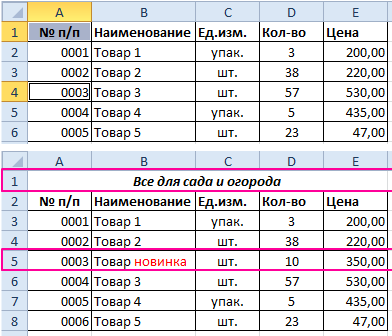 A B C D E
1 № п/п Наименование Ед.изм. Кол-во Цена
2 0001 Товар 1 упак. 3 200,00
3 0002 Товар 2 шт. 38 220,00
4 0003 Товар 3 шт. 57 530,00
5 0004 Товар 4 упак. 5 435,00
6 0005 Товар 5 шт. 23 47,00
A B C D E
1 Все для сада и огорода
2 № п/п Наименование Ед.изм. Кол-во Цена
3 0001 Товар 1 упак. 3 200,00
4 0002 Товар 2 шт. 38 220,00
5 0003 Товар новинка шт. 10 350,00
6 0004 Товар 3 шт. 57 530,00
7 0005 Товар 4 упак. 5 435,00
8 0006 Товар 5 шт. 23 47,00